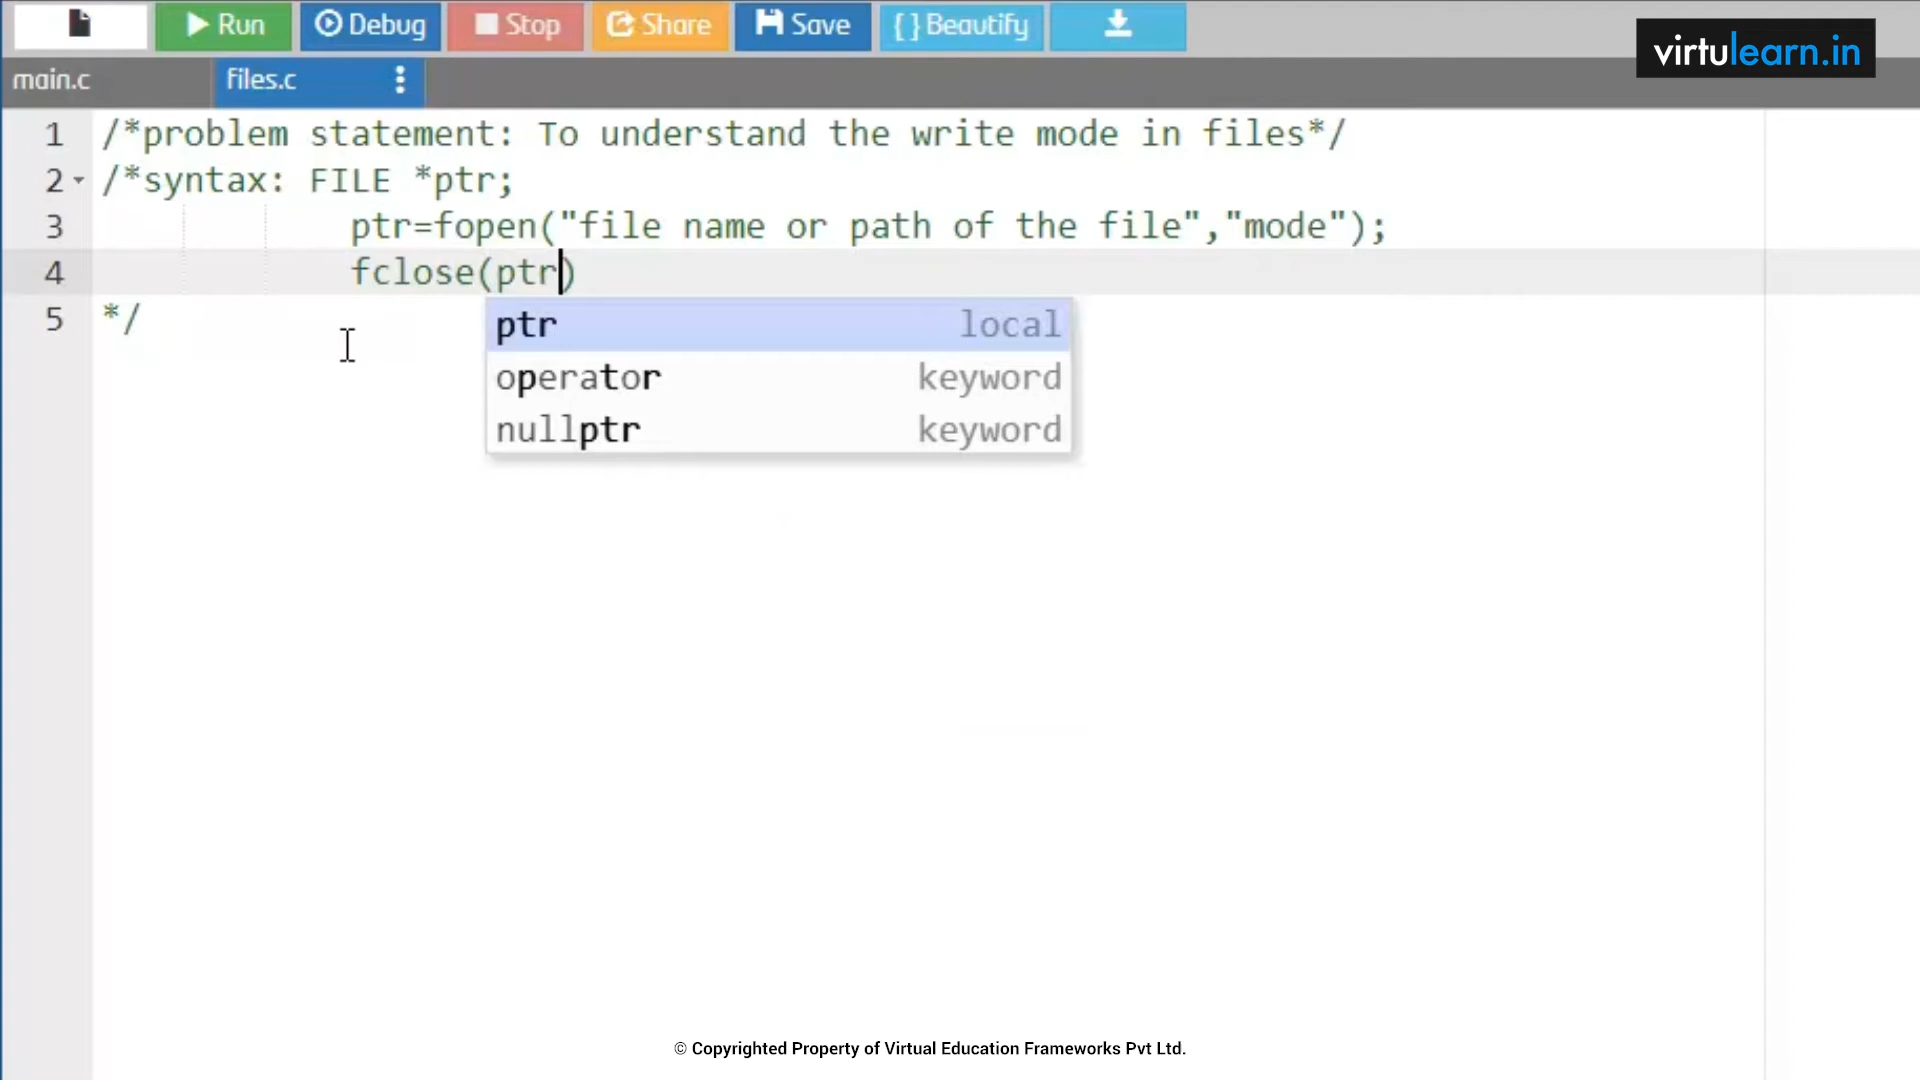 Run Debug Stop Share Save {} Beautify
virtulearn.in
main.c files.c
1 /*problem statement: To understand the write mode in files*/
2 /*syntax: FILE *ptr;
3 ptr=fopen("file name or path of the file","mode");
4 fclose(ptr)
5 */
ptr local
operator keyword
nullptr keyword
© Copyrighted Property of Virtual Education Frameworks Pvt Ltd.